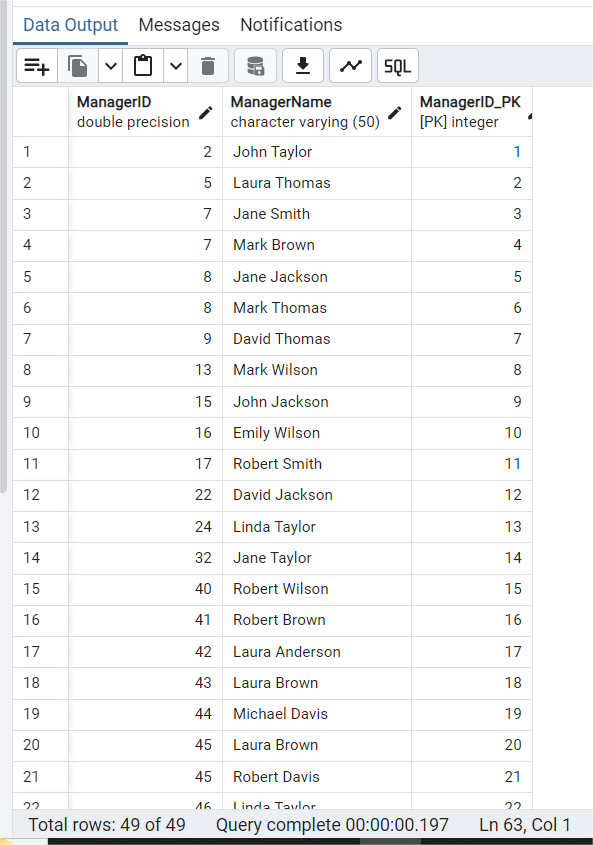 Data Output Messages Notifications
SQL
ManagerID ManagerName ManagerID_PK
double precision character varying (50) [PK] integer
1 2 John Taylor 1
2 5 Laura Thomas 2
3 7 Jane Smith 3
4 7 Mark Brown 4
5 8 Jane Jackson 5
6 8 Mark Thomas 6
7 9 David Thomas 7
8 13 Mark Wilson 8
9 15 John Jackson 9
10 16 Emily Wilson 10
11 17 Robert Smith 11
12 22 David Jackson 12
13 24 Linda Taylor 13
14 32 Jane Taylor 14
15 40 Robert Wilson 15
16 41 Robert Brown 16
17 42 Laura Anderson 17
18 43 Laura Brown 18
19 44 Michael Davis 19
20 45 Laura Brown 20
21 45 Robert Davis 21
22 46 Linda Taylor 22
Total rows: 49 of 49 Query complete 00:00:00.197 Ln 63, Col 1